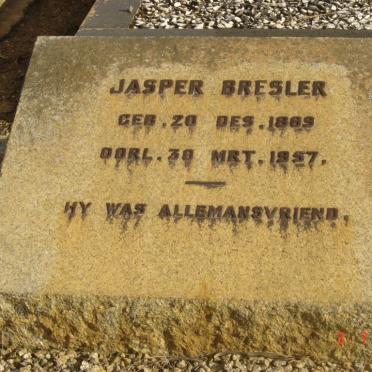 JASPER BRESLER
GEB. 20 DES. 1869
OORL. 30 MRT. 1957.
HY WAS ALLEMANSVRIEND.